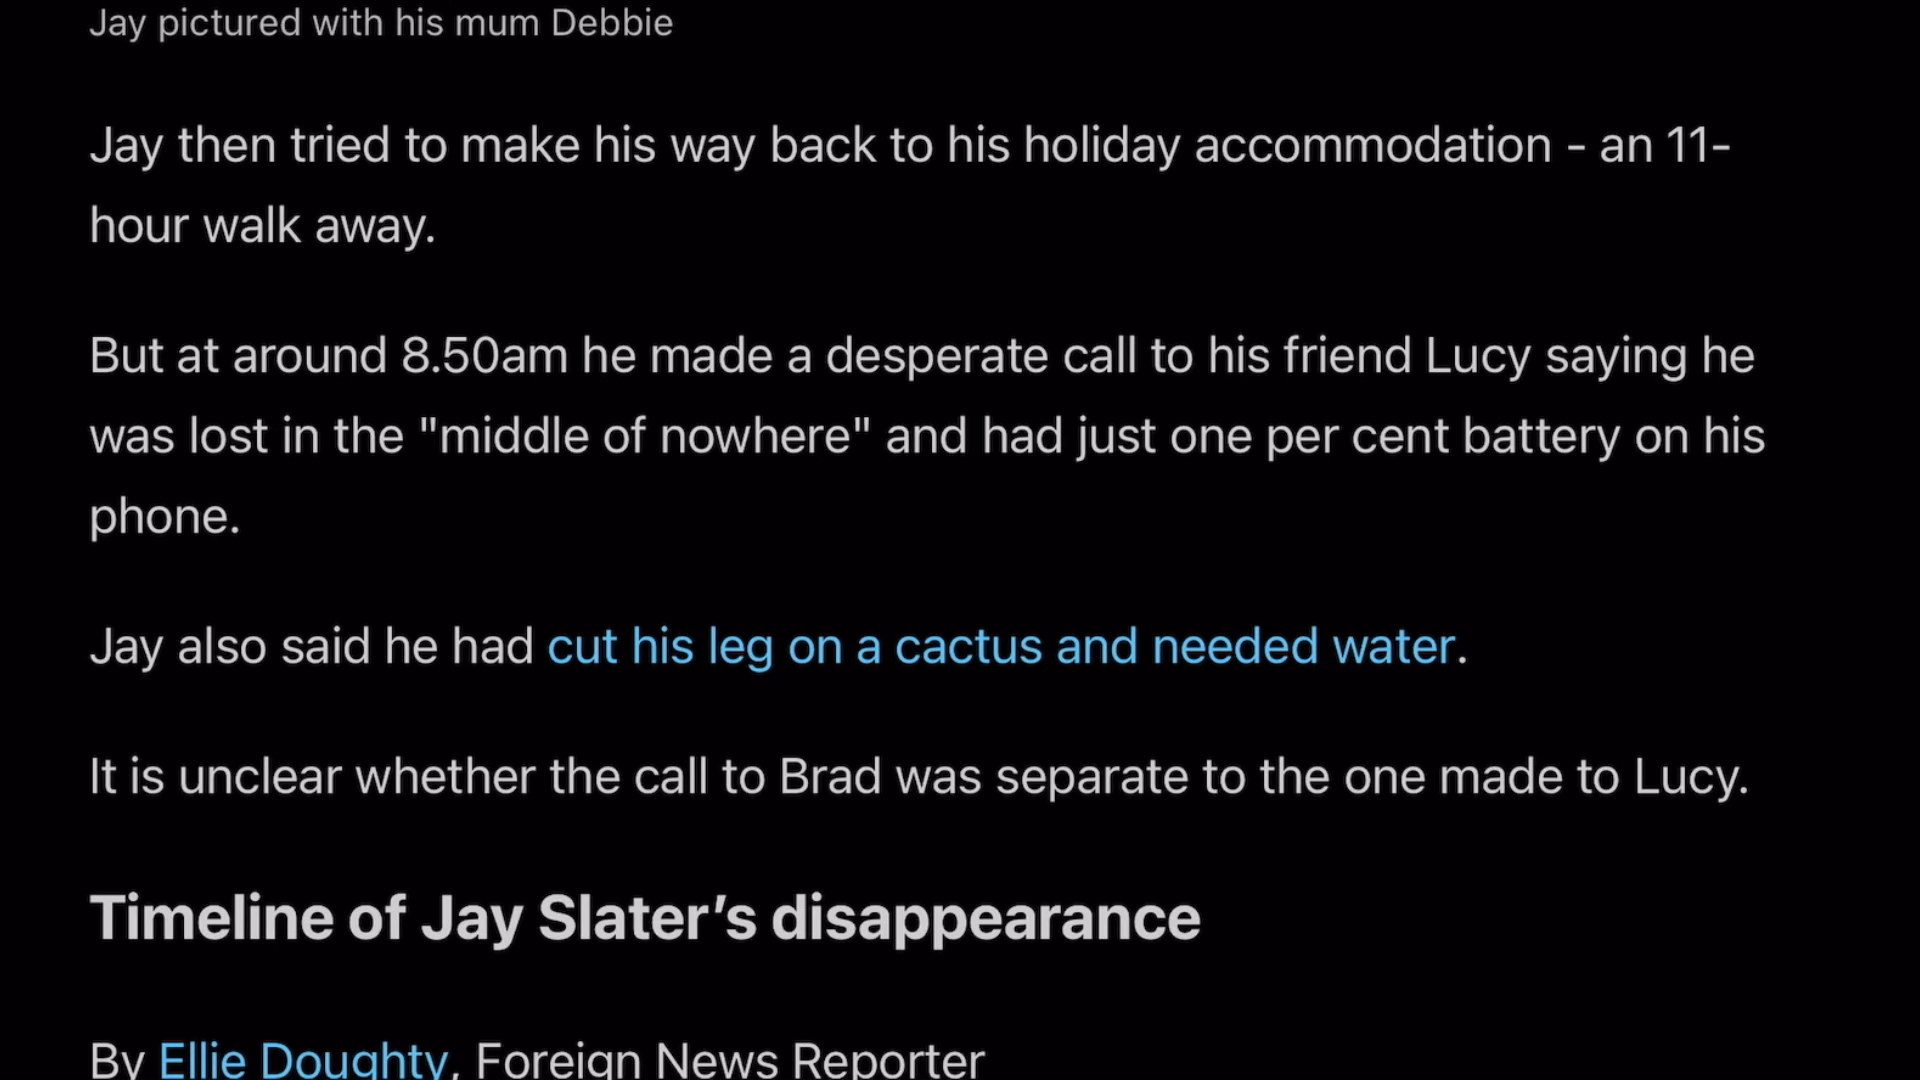 Jay pictured with his mum Debbie
Jay then tried to make his way back to his holiday accommodation - an 11-
hour walk away.
But at around 8.50am he made a desperate call to his friend Lucy saying he
was lost in the "middle of nowhere" and had just one per cent battery on his
phone.
Jay also said he had cut his leg on a cactus and needed water.
It is unclear whether the call to Brad was separate to the one made to Lucy.
Timeline of Jay Slater’s disappearance
By Ellie Doughty, Foreign News Reporter